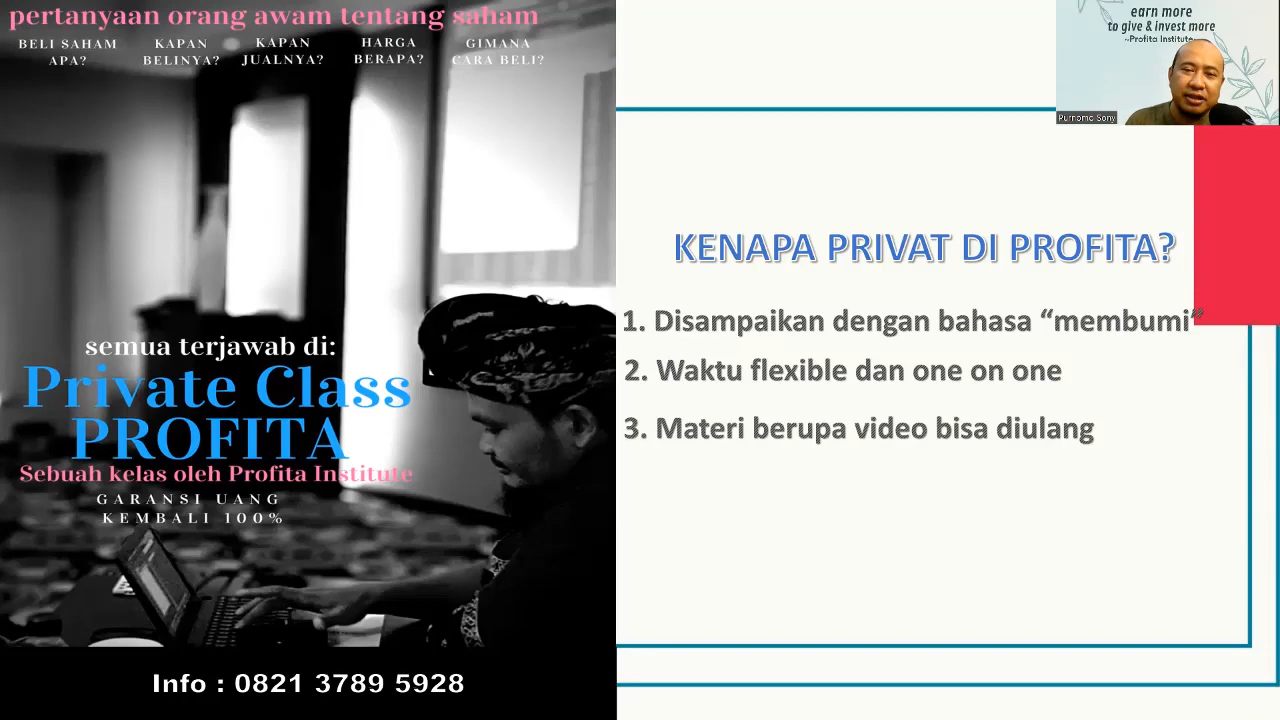 pertanyaan orang awam tentang saham
BELI SAHAM APA?
KAPAN BELINYA?
KAPAN JUALNYA?
HARGA BERAPA?
GIMANA CARA BELI?
semua terjawab di:
Private Class
PROFITA
Sebuah kelas oleh Profita Institute
GARANSI UANG
KEMBALI 100%
Info : 0821 3789 5928
earn more
to give & invest more
~Profita Institute~
Purnomo Sony
KENAPA PRIVAT DI PROFITA?
1. Disampaikan dengan bahasa “membumi”
2. Waktu flexible dan one on one
3. Materi berupa video bisa diulang